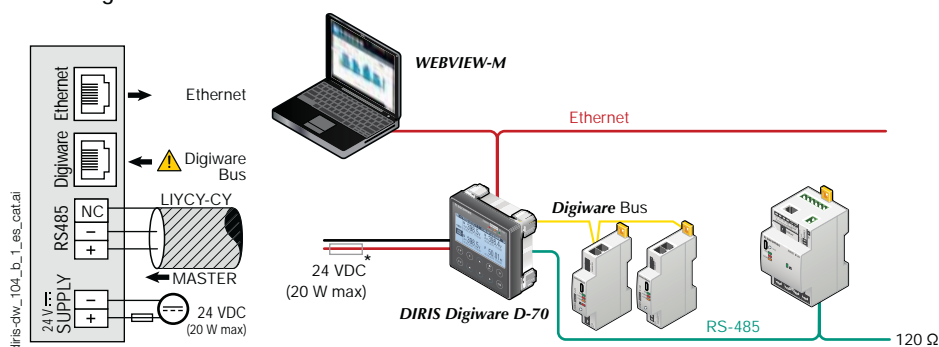 Ethernet
Ethernet
Digiware
Digiware
Bus
RS485
NC
–
+
LIYCY-CY
MASTER
24 V
SUPPLY
–
+
24 VDC
(20 W max)
diris-dw_104_b_1_es_cat.ai
WEBVIEW-M
Ethernet
Digiware Bus
24 VDC
*
(20 W max)
DIRIS Digiware D-70
RS-485
120 Ω